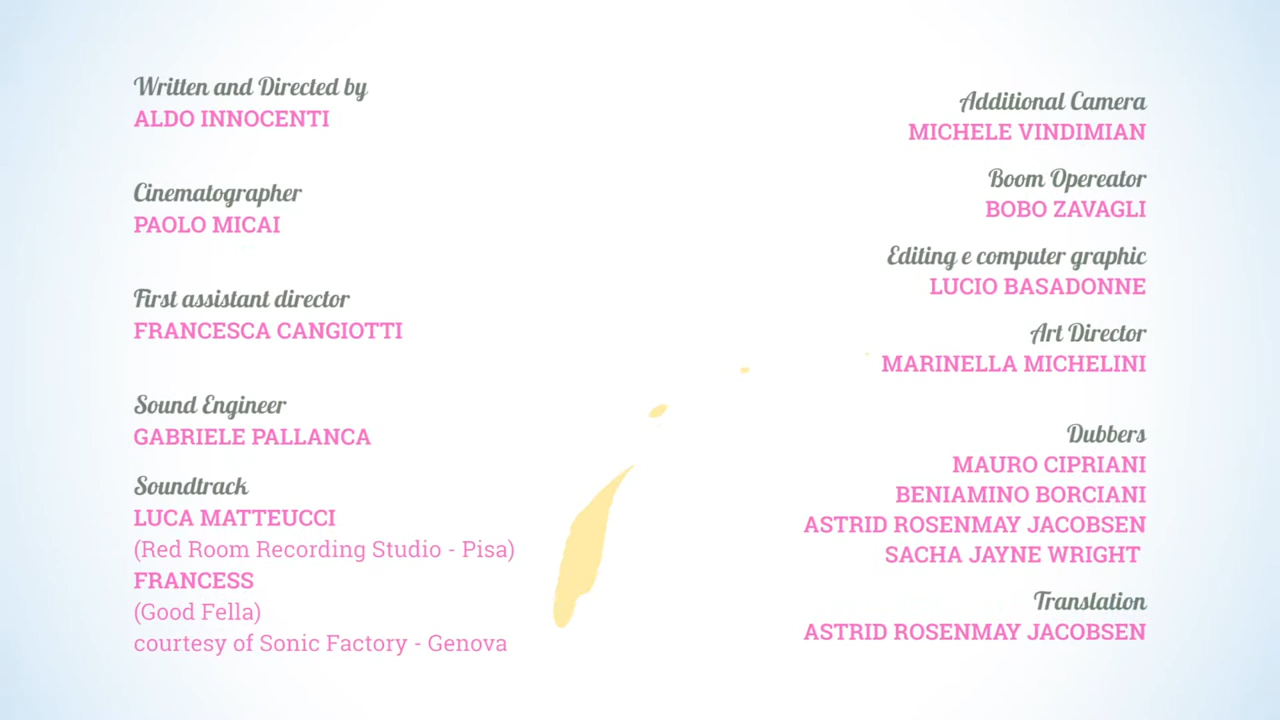 Written and Directed by
ALDO INNOCENTI
Cinematographer
PAOLO MICAI
First assistant director
FRANCESCA CANGIOTTI
Sound Engineer
GABRIELE PALLANCA
Soundtrack
LUCA MATTEUCCI
(Red Room Recording Studio - Pisa)
FRANCESS
(Good Fella)
courtesy of Sonic Factory - Genova
Additional Camera
MICHELE VINDIMIAN
Boom Opereator
BOBO ZAVAGLI
Editing e computer graphic
LUCIO BASADONNE
Art Director
MARINELLA MICHELINI
Dubbers
MAURO CIPRIANI
BENIAMINO BORCIANI
ASTRID ROSENMAY JACOBSEN
SACHA JAYNE WRIGHT
Translation
ASTRID ROSENMAY JACOBSEN